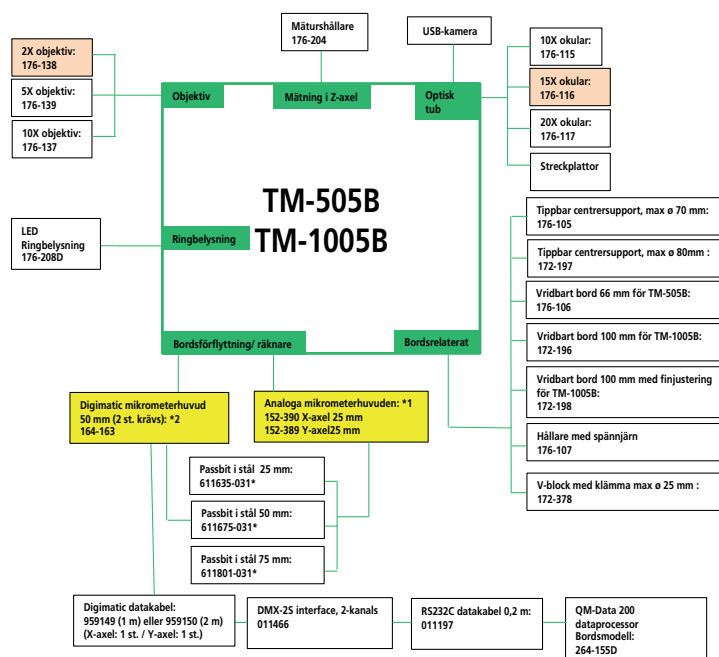 Mäturshållare
176-204
USB-kamera
2X objektiv:
176-138
5X objektiv:
176-139
10X objektiv:
176-137
Objektiv
Mätning i Z-axel
Optisk
tub
10X okular:
176-115
15X okular:
176-116
20X okular:
176-117
Streckplattor
TM-505B
TM-1005B
LED
Ringbelysning
176-208D
Ringbelysning
Tippbar centrersupport, max ø 70 mm:
176-105
Tippbar centrersupport, max ø 80mm :
172-197
Vridbart bord 66 mm för TM-505B:
176-106
Vridbart bord 100 mm för TM-1005B:
172-196
Vridbart bord 100 mm med finjustering
för TM-1005B:
172-198
Hållare med spännjärn
176-107
V-block med klämma max ø 25 mm :
172-378
Bordsförflyttning/ räknare
Bordsrelaterat
Digimatic mikrometerhuvud
50 mm (2 st. krävs): *2
164-163
Analoga mikrometerhuvuden: *1
152-390 X-axel 25 mm
152-389 Y-axel25 mm
Passbit i stål  25 mm:
611635-031*
Passbit i stål 50 mm:
611675-031*
Passbit i stål 75 mm:
611801-031*
Digimatic datakabel:
959149 (1 m) eller 959150 (2 m)
(X-axel: 1 st. / Y-axel: 1 st.)
DMX-2S interface, 2-kanals
011466
RS232C datakabel 0,2 m:
011197
QM-Data 200
dataprocessor
Bordsmodell:
264-155D